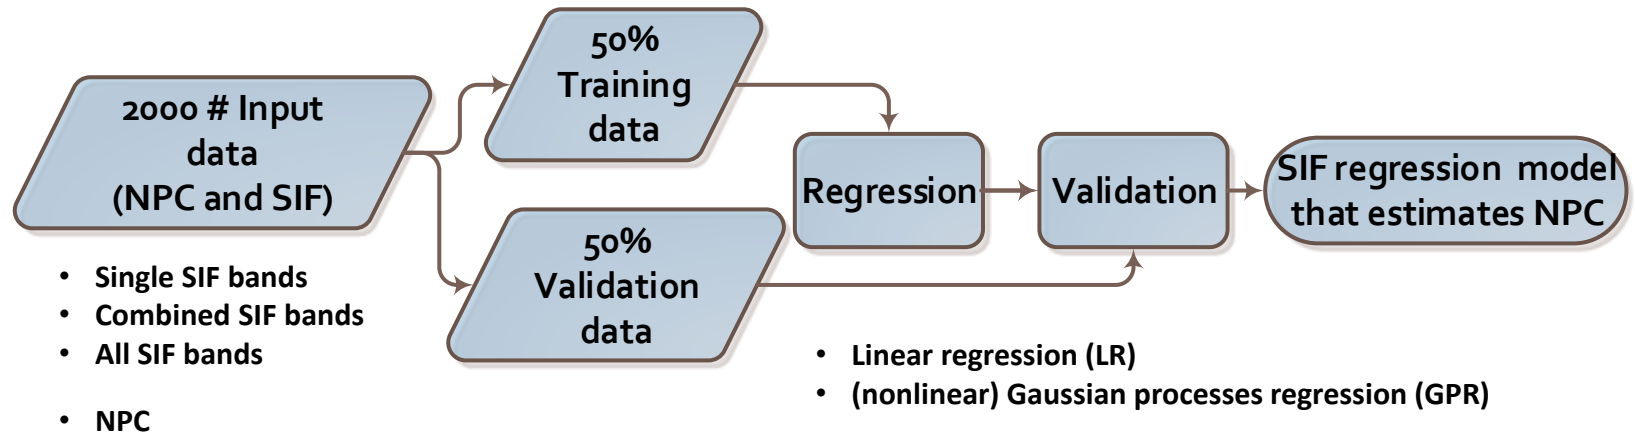 2000 # Input
data
(NPC and SIF)
50%
Training
data
50%
Validation
data
Regression
Validation
SIF regression model
that estimates NPC
• Single SIF bands
• Combined SIF bands
• All SIF bands
• NPC
• Linear regression (LR)
• (nonlinear) Gaussian processes regression (GPR)